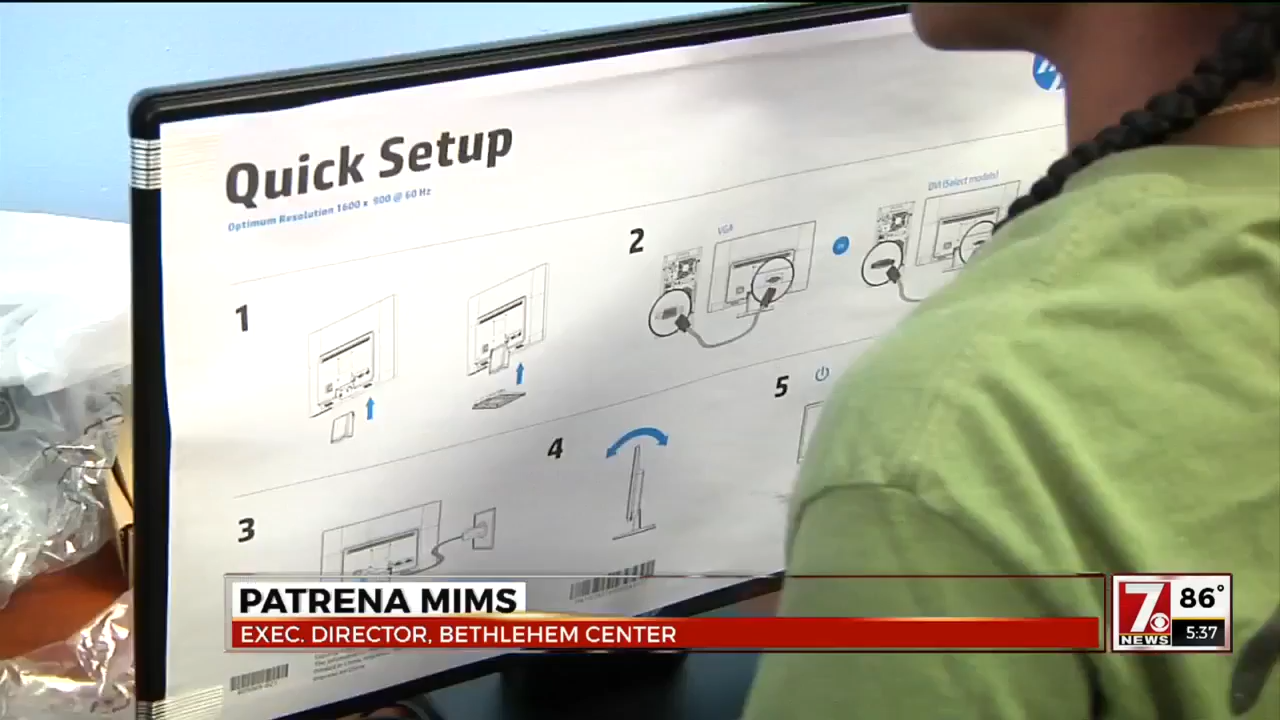 Quick Setup
Optimum Resolution 1600 x 900 @ 60 Hz
1
2
VGA
DVI (Select models)
3
4
5
PATRENA MIMS
EXEC. DIRECTOR, BETHLEHEM CENTER
7
NEWS
86°
5:37